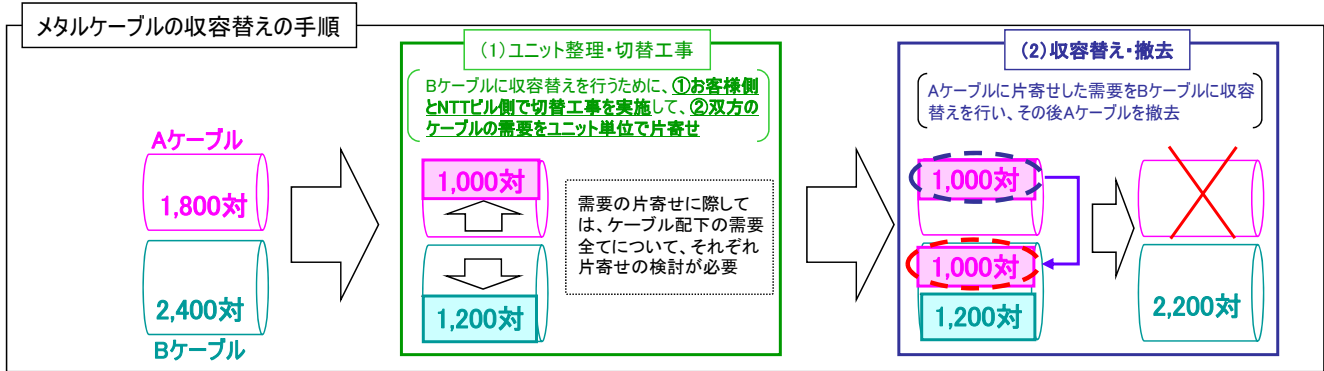 メタルケーブルの収容替えの手順
Aケーブル
1,800対
2,400対
Bケーブル
(1)ユニット整理・切替工事
Bケーブルに収容替えを行うために、①お客様側
とNTTビル側で切替工事を実施して、②双方の
ケーブルの需要をユニット単位で片寄せ
1,000対
1,200対
需要の片寄せに際して
は、ケーブル配下の需要
全てについて、それぞれ
片寄せの検討が必要
(2)収容替え・撤去
Aケーブルに片寄せした需要をBケーブルに収容
替えを行い、その後Aケーブルを撤去
1,000対
1,000対
1,200対
2,200対